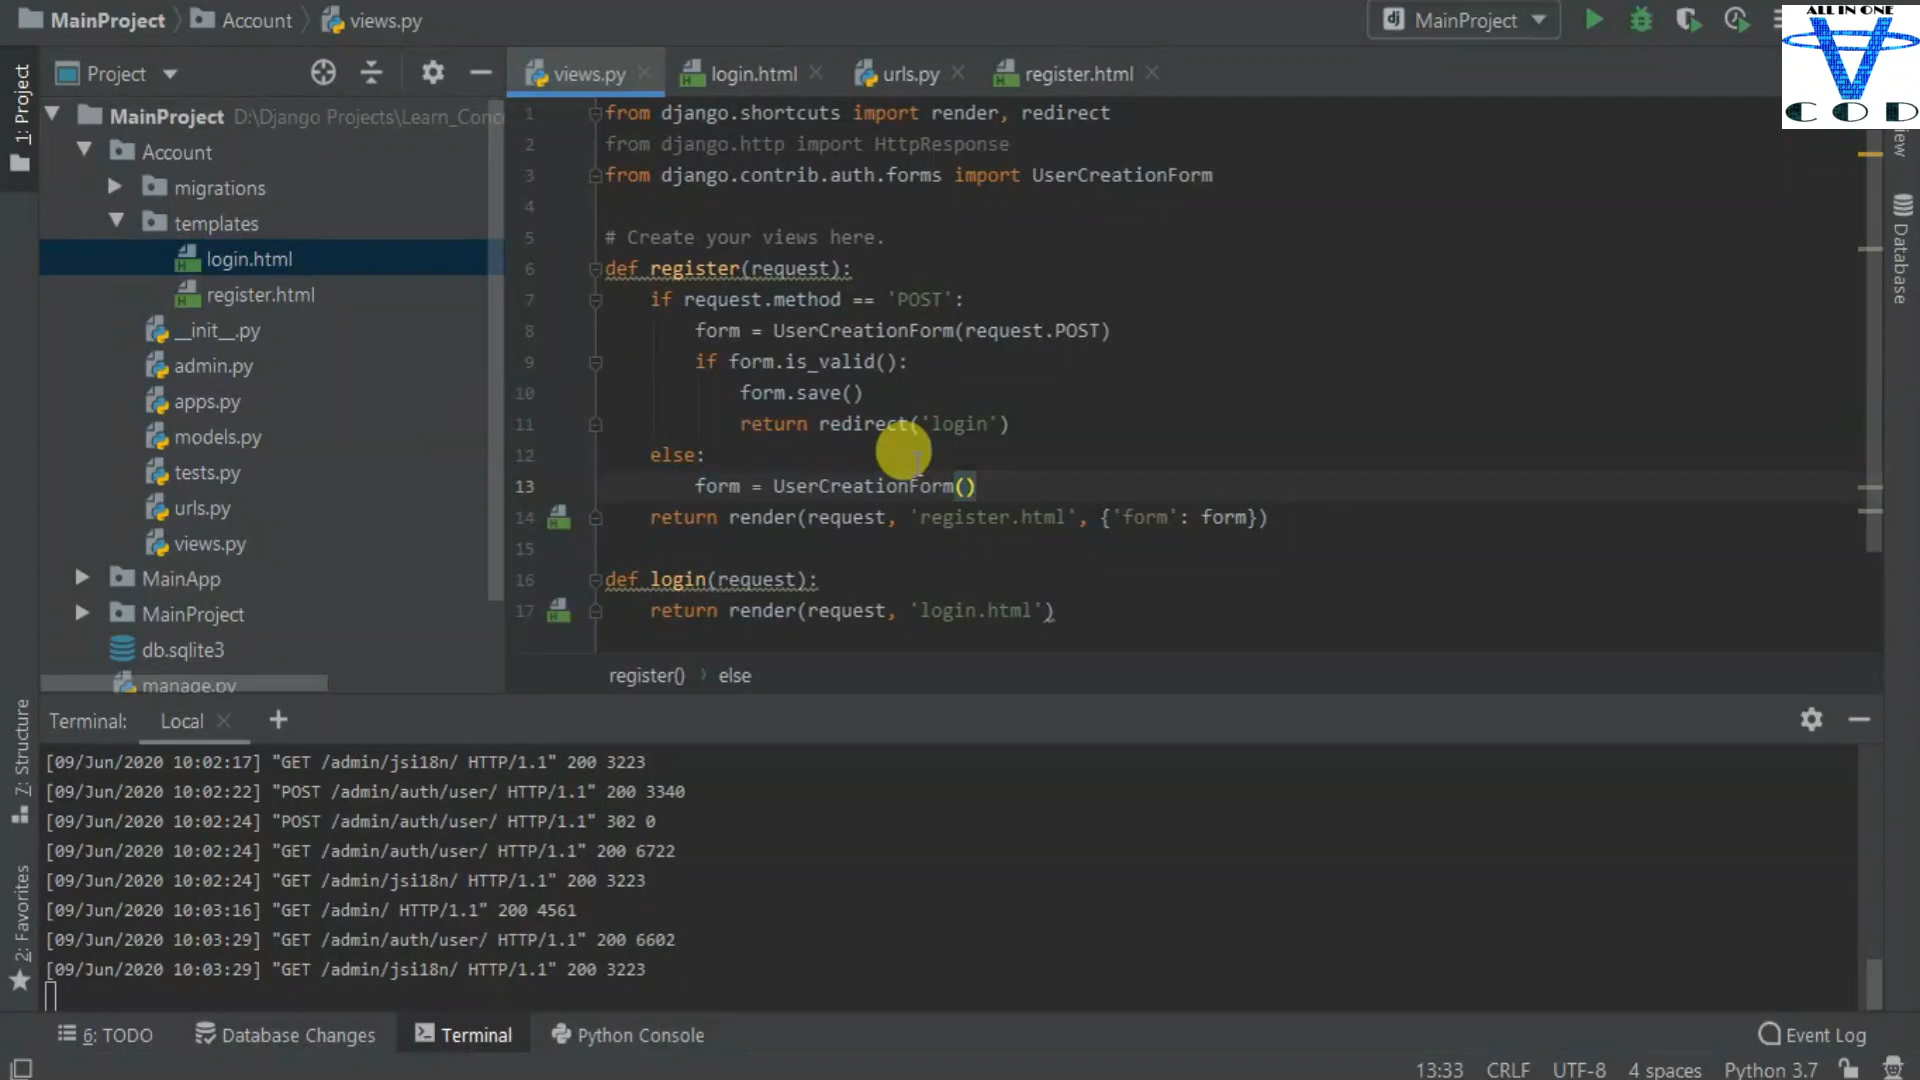 MainProject Account views.py
MainProject
ALL IN ONE
COD
1: Project
Project
views.py login.html urls.py register.html
MainProject D:\Django Projects\Learn_Conc
Account
migrations
templates
login.html
register.html
__init__.py
admin.py
apps.py
models.py
tests.py
urls.py
views.py
MainApp
MainProject
db.sqlite3
manage.py
1 from django.shortcuts import render, redirect
2 from django.http import HttpResponse
3 from django.contrib.auth.forms import UserCreationForm
4
5 # Create your views here.
6 def register(request):
7 if request.method == 'POST':
8 form = UserCreationForm(request.POST)
9 if form.is_valid():
10 form.save()
11 return redirect('login')
12 else:
13 form = UserCreationForm()
14 return render(request, 'register.html', {'form': form})
15
16 def login(request):
17 return render(request, 'login.html')
register() › else
Database
7: Structure
2: Favorites
Terminal: Local
[09/Jun/2020 10:02:17] "GET /admin/jsi18n/ HTTP/1.1" 200 3223
[09/Jun/2020 10:02:22] "POST /admin/auth/user/ HTTP/1.1" 200 3340
[09/Jun/2020 10:02:24] "POST /admin/auth/user/ HTTP/1.1" 302 0
[09/Jun/2020 10:02:24] "GET /admin/auth/user/ HTTP/1.1" 200 6722
[09/Jun/2020 10:02:24] "GET /admin/jsi18n/ HTTP/1.1" 200 3223
[09/Jun/2020 10:03:16] "GET /admin/ HTTP/1.1" 200 4561
[09/Jun/2020 10:03:29] "GET /admin/auth/user/ HTTP/1.1" 200 6602
[09/Jun/2020 10:03:29] "GET /admin/jsi18n/ HTTP/1.1" 200 3223
6: TODO Database Changes Terminal Python Console Event Log
13:33 CRLF UTF-8 4 spaces Python 3.7